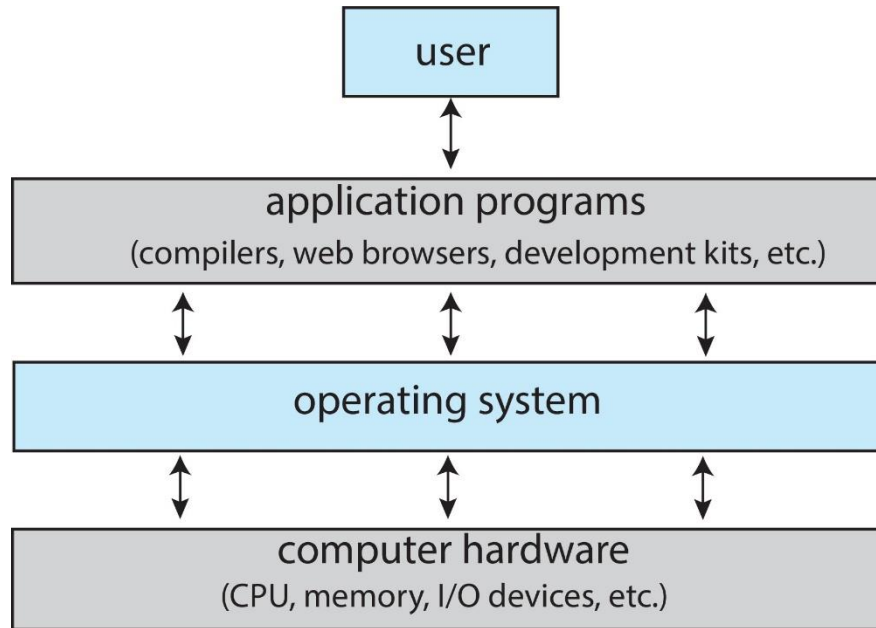 user
application programs
(compilers, web browsers, development kits, etc.)
operating system
computer hardware
(CPU, memory, I/O devices, etc.)